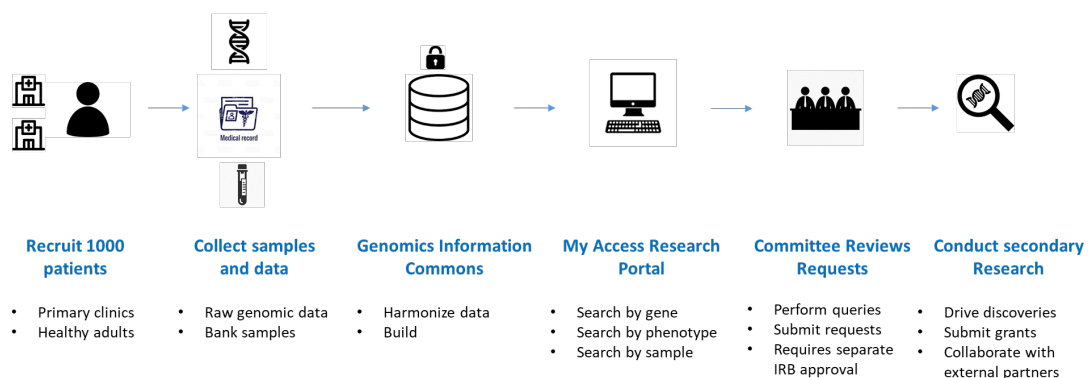 Medical record
Recruit 1000
patients
• Primary clinics
• Healthy adults
Collect samples
and data
• Raw genomic data
• Bank samples
Genomics Information
Commons
• Harmonize data
• Build
My Access Research
Portal
• Search by gene
• Search by phenotype
• Search by sample
Committee Reviews
Requests
• Perform queries
• Submit requests
• Requires separate
IRB approval
Conduct secondary
Research
• Drive discoveries
• Submit grants
• Collaborate with
external partners